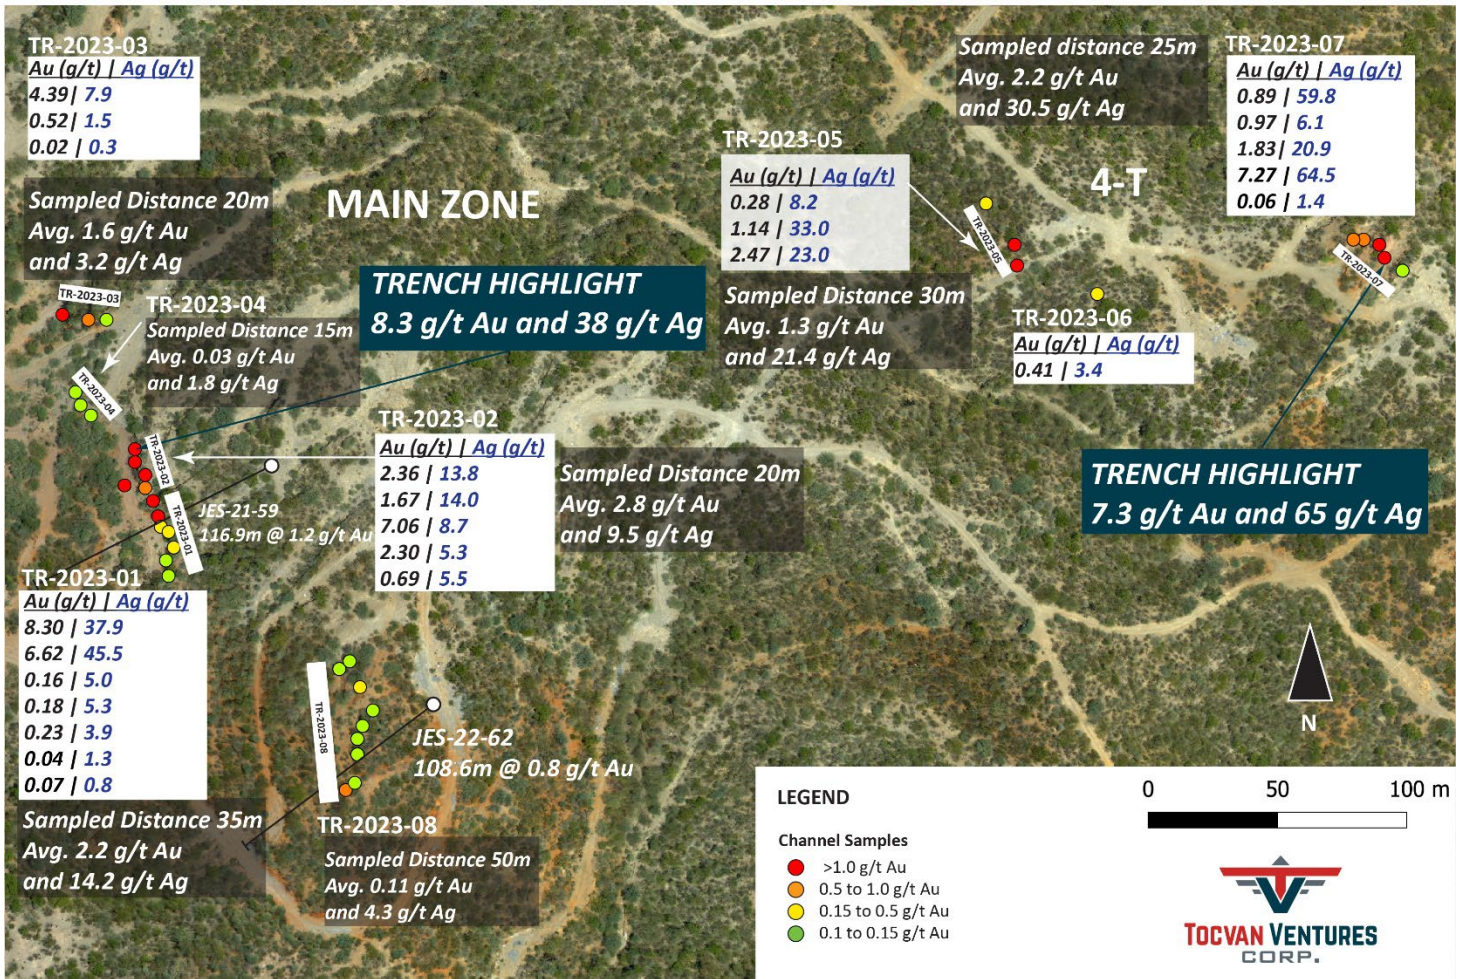 TR-2023-03
Au (g/t) | Ag (g/t)
4.39 | 7.9
0.52 | 1.5
0.02 | 0.3
Sampled Distance 20m
Avg. 1.6 g/t Au
and 3.2 g/t Ag
MAIN ZONE
TR-2023-03
TR-2023-04
Sampled Distance 15m
Avg. 0.03 g/t Au
and 1.8 g/t Ag
TR-2023-04
TRENCH HIGHLIGHT
8.3 g/t Au and 38 g/t Ag
TR-2023-02
TR-2023-01
JES-21-59
116.9m @ 1.2 g/t Au
TR-2023-02
Au (g/t) | Ag (g/t)
2.36 | 13.8
1.67 | 14.0
7.06 | 8.7
2.30 | 5.3
0.69 | 5.5
Sampled Distance 20m
Avg. 2.8 g/t Au
and 9.5 g/t Ag
TR-2023-01
Au (g/t) | Ag (g/t)
8.30 | 37.9
6.62 | 45.5
0.16 | 5.0
0.18 | 5.3
0.23 | 3.9
0.04 | 1.3
0.07 | 0.8
Sampled Distance 35m
Avg. 2.2 g/t Au
and 14.2 g/t Ag
TR-2023-08
JES-22-62
108.6m @ 0.8 g/t Au
TR-2023-08
Sampled Distance 50m
Avg. 0.11 g/t Au
and 4.3 g/t Ag
TR-2023-05
Au (g/t) | Ag (g/t)
0.28 | 8.2
1.14 | 33.0
2.47 | 23.0
Sampled Distance 30m
Avg. 1.3 g/t Au
and 21.4 g/t Ag
TR-2023-05
Sampled distance 25m
Avg. 2.2 g/t Au
and 30.5 g/t Ag
4-T
TR-2023-07
Au (g/t) | Ag (g/t)
0.89 | 59.8
0.97 | 6.1
1.83 | 20.9
7.27 | 64.5
0.06 | 1.4
TR-2023-07
TR-2023-06
Au (g/t) | Ag (g/t)
0.41 | 3.4
TRENCH HIGHLIGHT
7.3 g/t Au and 65 g/t Ag
N
LEGEND
Channel Samples
>1.0 g/t Au
0.5 to 1.0 g/t Au
0.15 to 0.5 g/t Au
0.1 to 0.15 g/t Au
0 50 100 m
TOCVAN VENTURES
CORP.